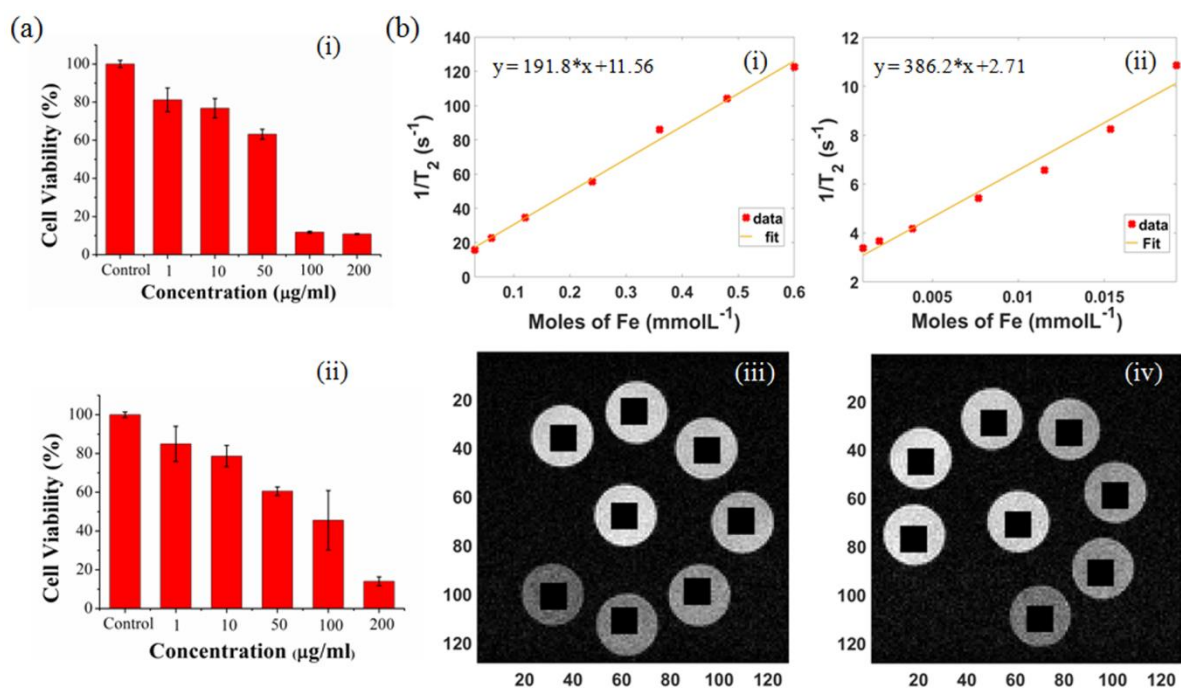 (a)
(i)
Cell Viability (%)
100
80
60
40
20
0
Control 1 10 50 100 200
Concentration (μg/ml)
(ii)
Cell Viability (%)
100
80
60
40
20
0
Control 1 10 50 100 200
Concentration (μg/ml)
(b)
(i)
y = 191.8*x+11.56
1/T2 (s-1)
140
120
100
80
60
40
20
0
data
fit
0.1 0.2 0.3 0.4 0.5 0.6
Moles of Fe (mmolL-1)
(ii)
y = 386.2*x+2.71
1/T2 (s-1)
12
10
8
6
4
2
data
Fit
0.005 0.01 0.015
Moles of Fe (mmolL-1)
(iii)
20
40
60
80
100
120
20 40 60 80 100 120
(iv)
20
40
60
80
100
120
20 40 60 80 100 120